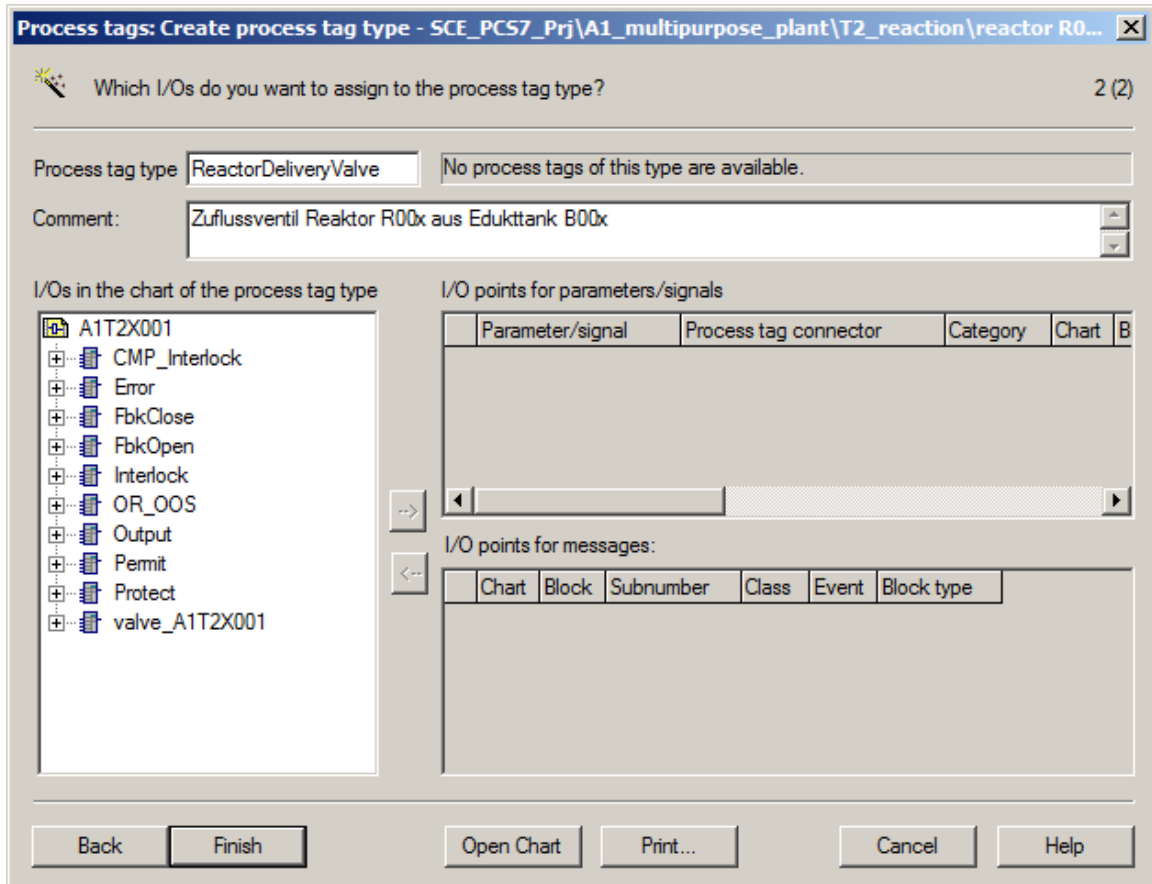 Process tags: Create process tag type - SCE_PCS7_Prj\A1_multipurpose_plant\T2_reaction\reactor R0...
Which I/Os do you want to assign to the process tag type?
2 (2)
Process tag type
ReactorDeliveryValve
No process tags of this type are available.
Comment:
Zuflussventil Reaktor R00x aus Edukttank B00x
I/Os in the chart of the process tag type
A1T2X001
CMP_Interlock
Error
FbkClose
FbkOpen
Interlock
OR_OOS
Output
Permit
Protect
valve_A1T2X001
-->
<--
I/O points for parameters/signals
Parameter/signal Process tag connector Category Chart B
I/O points for messages:
Chart Block Subnumber Class Event Block type
Back Finish Open Chart Print... Cancel Help